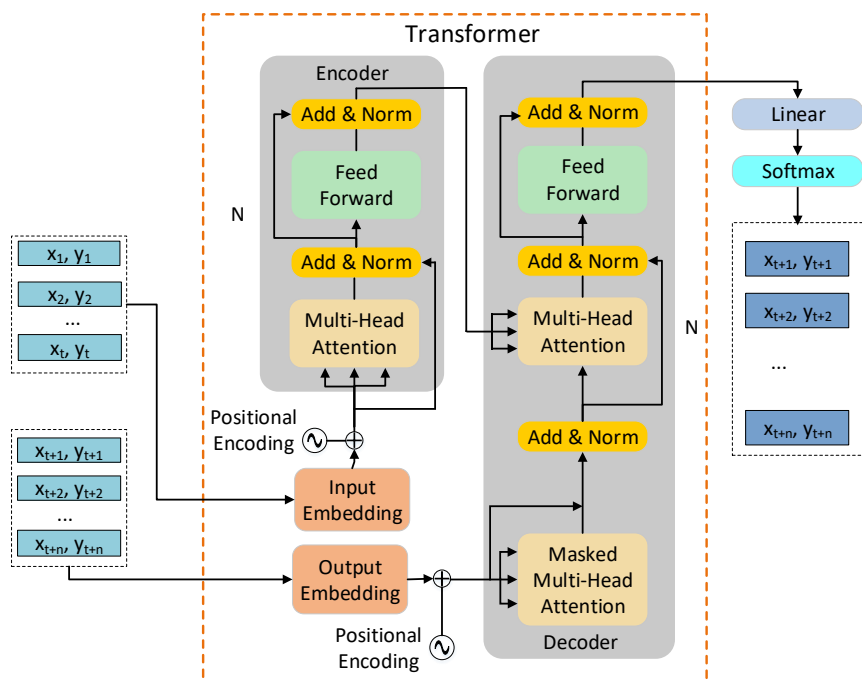 Transformer
Encoder
Add & Norm
Feed
Forward
N
Add & Norm
Multi-Head
Attention
Positional
Encoding
Input
Embedding
Output
Embedding
Positional
Encoding
x₁, y₁
x₂, y₂
...
xₜ, yₜ
xₜ₊₁, yₜ₊₁
xₜ₊₂, yₜ₊₂
...
xₜ₊ₙ, yₜ₊ₙ
Add & Norm
Feed
Forward
Add & Norm
Multi-Head
Attention
N
Add & Norm
Masked
Multi-Head
Attention
Decoder
Linear
Softmax
xₜ₊₁, yₜ₊₁
xₜ₊₂, yₜ₊₂
...
xₜ₊ₙ, yₜ₊ₙ